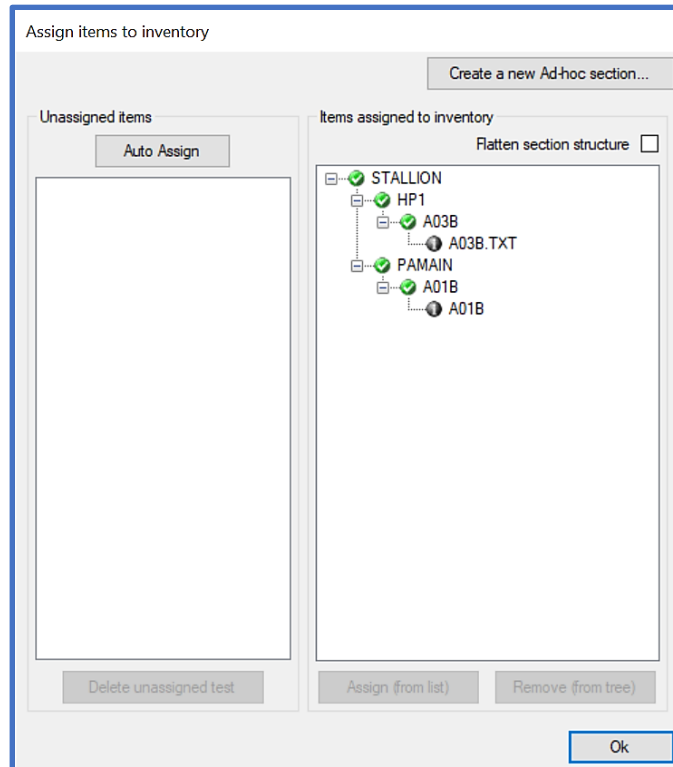 Assign items to inventory
Create a new Ad-hoc section...
Unassigned items
Auto Assign
Delete unassigned test
Items assigned to inventory
Flatten section structure
STALLION
HP1
A03B
A03B.TXT
PAMAIN
A01B
A01B
Assign (from list)
Remove (from tree)
Ok